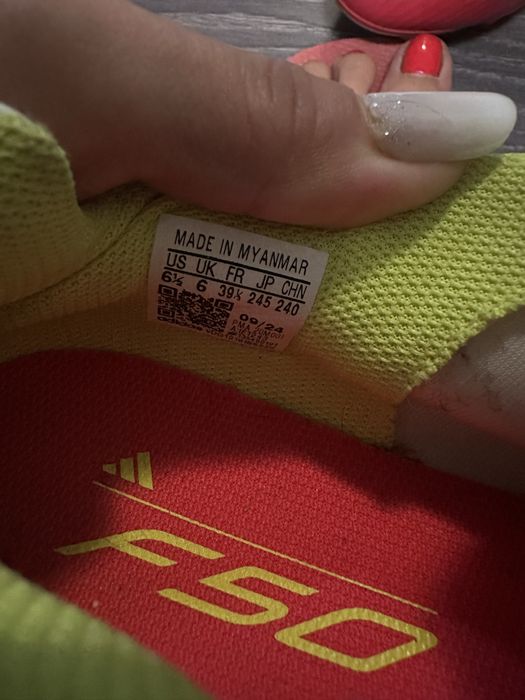 MADE IN MYANMAR
US UK FR JP CHN
6½ 6 39⅓ 245 240
09/24
F50